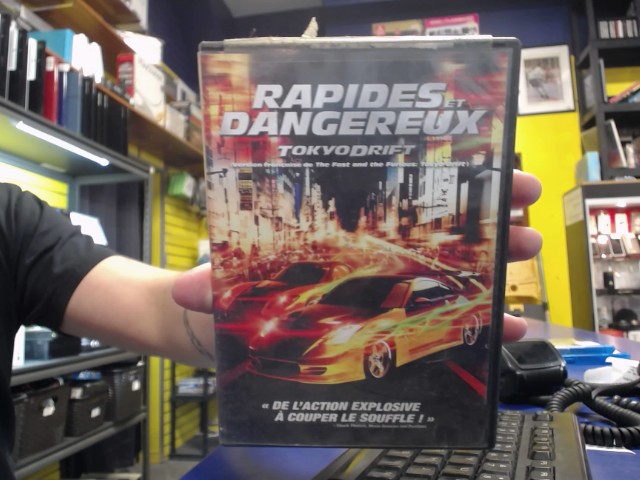 RAPIDES ET
DANGEREUX
TOKYO DRIFT
(Version française de The Fast and the Furious: Tokyo Drift)
« DE L'ACTION EXPLOSIVE
À COUPER LE SOUFFLE ! »